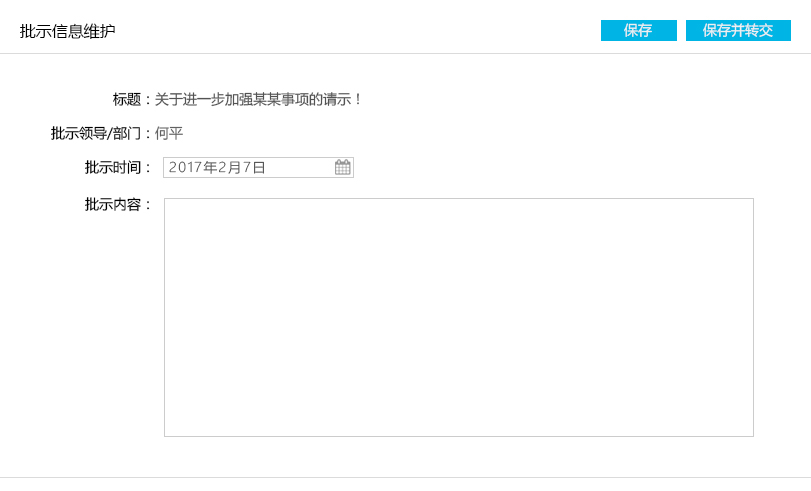 批示信息维护 保存 保存并转交
标题：关于进一步加强某某事项的请示！
批示领导/部门：何平
批示时间： 2017年2月7日
批示内容：